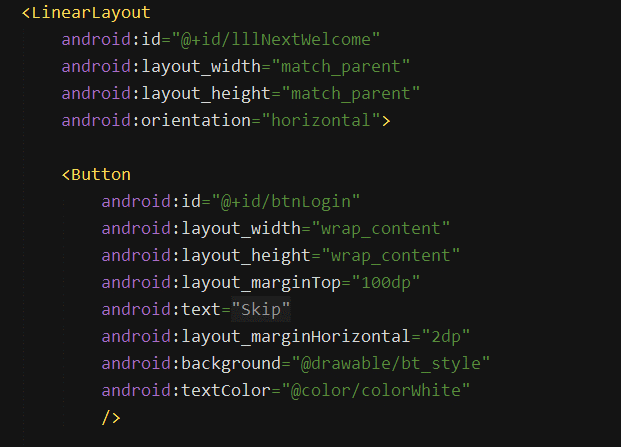 <LinearLayout
android:id="@+id/lllNextWelcome"
android:layout_width="match_parent"
android:layout_height="match_parent"
android:orientation="horizontal">
<Button
android:id="@+id/btnLogin"
android:layout_width="wrap_content"
android:layout_height="wrap_content"
android:layout_marginTop="100dp"
android:text="Skip"
android:layout_marginHorizontal="2dp"
android:background="@drawable/bt_style"
android:textColor="@color/colorWhite"
/>